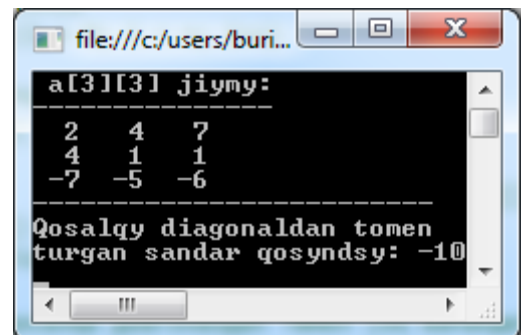 file:///c:/users/buri...
a[3][3] jiymy:
---------------
2 4 7
4 1 1
-7 -5 -6
-------------------------
Qosalqy diagonaldan tomen
turgan sandar qosyndsy: -10